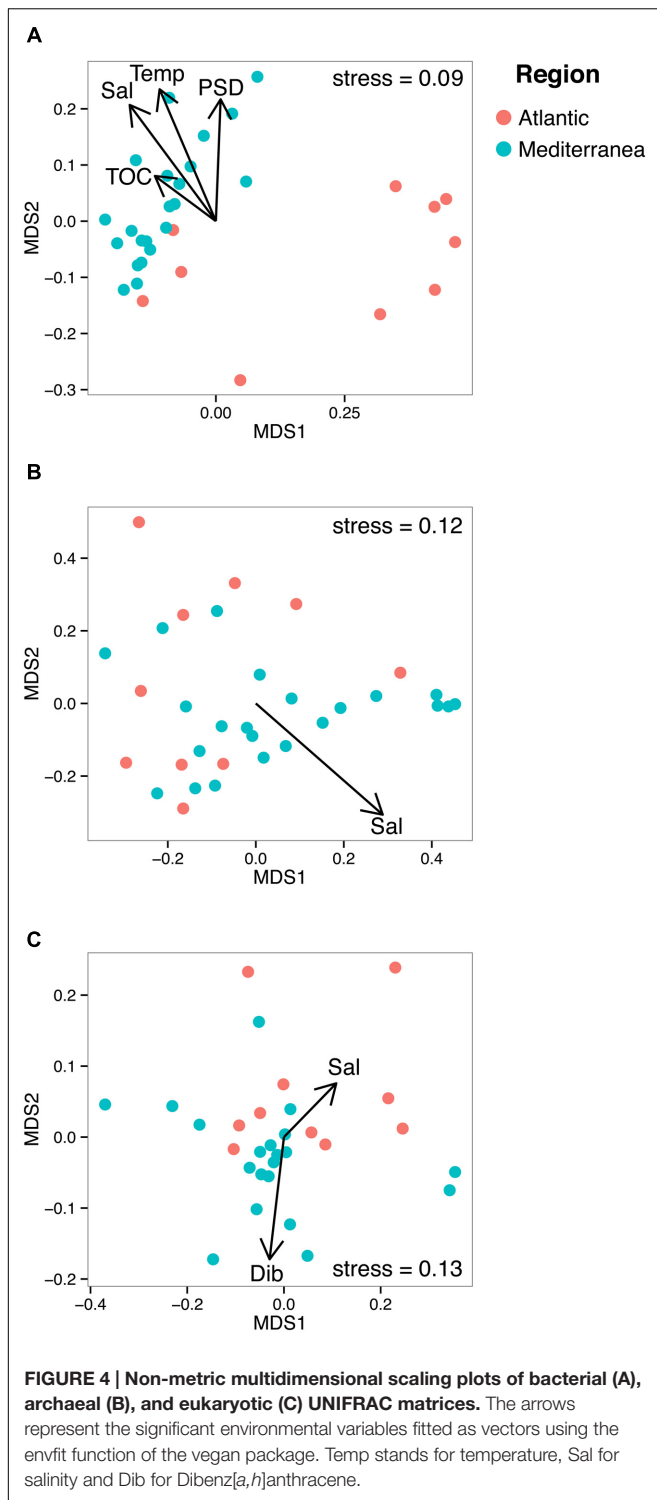 A
Temp
Sal
PSD
stress = 0.09
TOC
0.2
0.1
0.0
−0.1
−0.2
−0.3
MDS2
0.00
0.25
MDS1
Region
Atlantic
Mediterranea
B
stress = 0.12
0.4
0.2
0.0
−0.2
MDS2
Sal
−0.2
0.0
0.2
0.4
MDS1
C
0.2
0.1
0.0
−0.1
−0.2
MDS2
Sal
Dib
stress = 0.13
−0.4
−0.2
0.0
0.2
MDS1
FIGURE 4 | Non-metric multidimensional scaling plots of bacterial (A),
archaeal (B), and eukaryotic (C) UNIFRAC matrices. The arrows
represent the significant environmental variables fitted as vectors using the
envfit function of the vegan package. Temp stands for temperature, Sal for
salinity and Dib for Dibenz[a,h]anthracene.